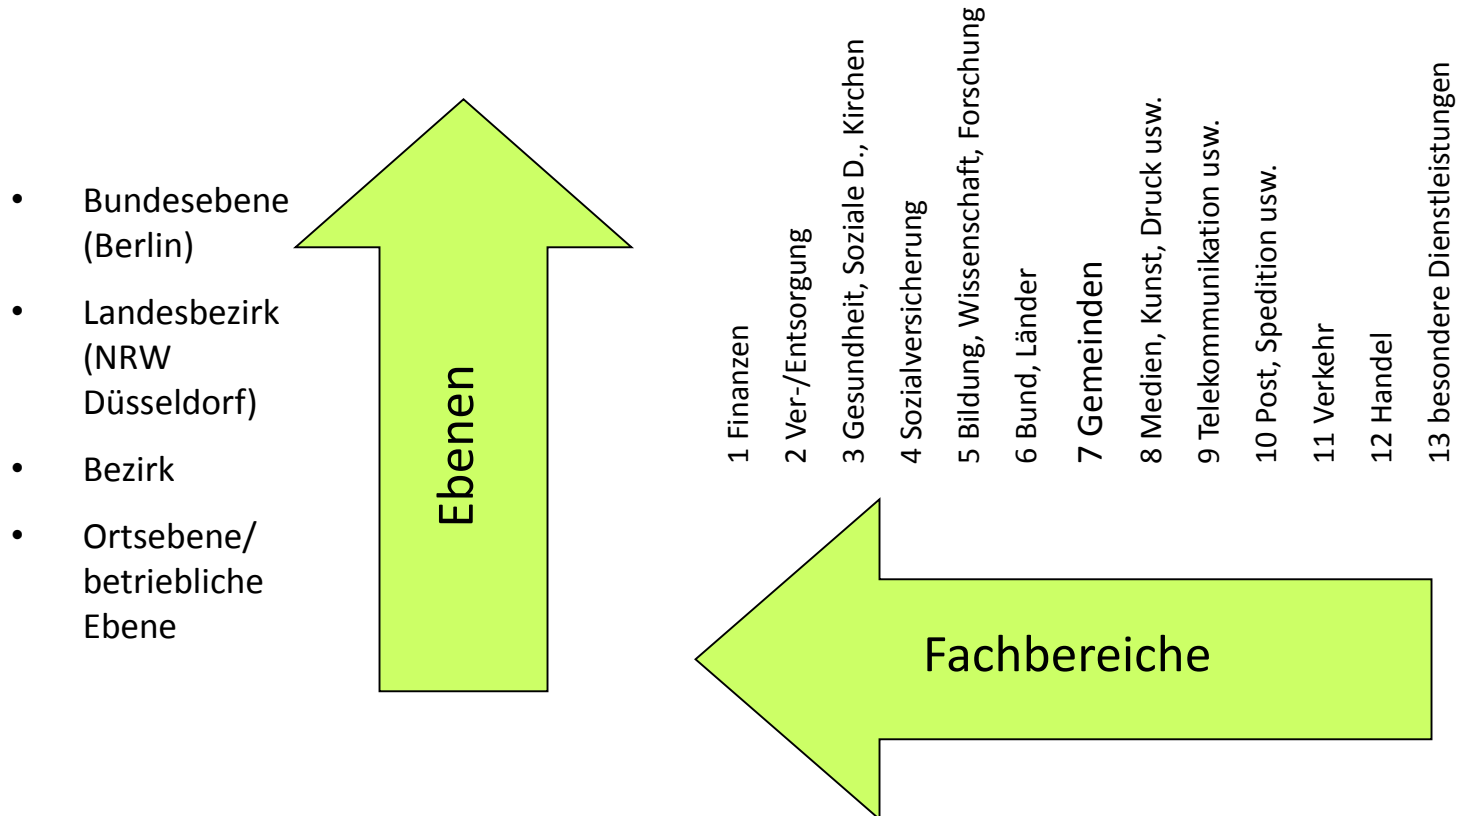 • Bundesebene
(Berlin)
• Landesbezirk
(NRW
Düsseldorf)
• Bezirk
• Ortsebene/
betriebliche
Ebene
Ebenen
1 Finanzen
2 Ver-/Entsorgung
3 Gesundheit, Soziale D., Kirchen
4 Sozialversicherung
5 Bildung, Wissenschaft, Forschung
6 Bund, Länder
7 Gemeinden
8 Medien, Kunst, Druck usw.
9 Telekommunikation usw.
10 Post, Spedition usw.
11 Verkehr
12 Handel
13 besondere Dienstleistungen
Fachbereiche